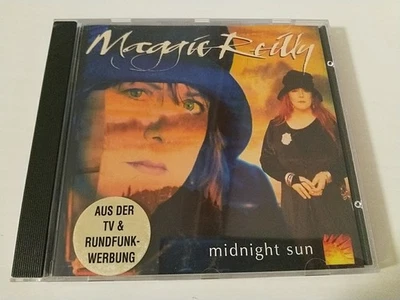 Maggie Reilly
AUS DER
TV &
RUNDFUNK-
WERBUNG
midnight sun